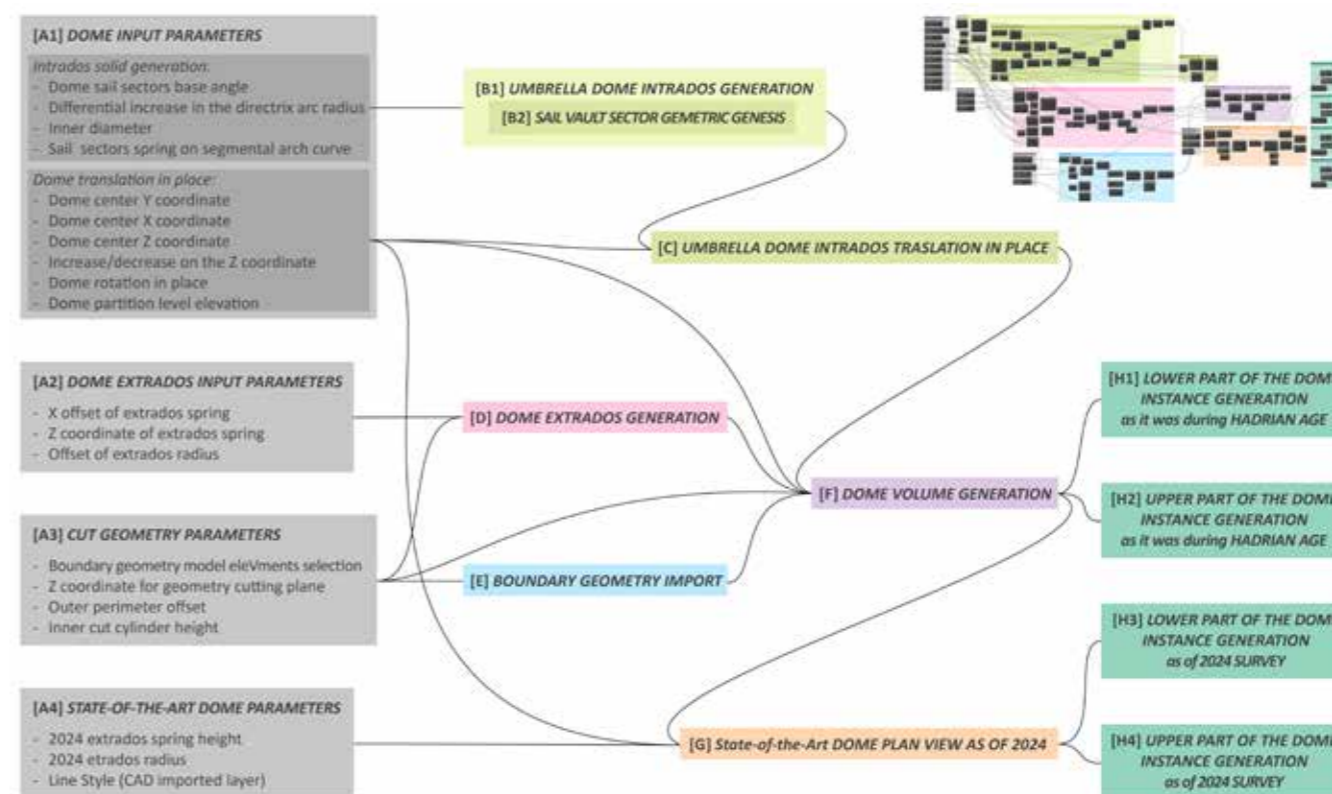 [A1] DOME INPUT PARAMETERS
Intrados solid generation:
- Dome sail sectors base angle
- Differential increase in the directrix arc radius
- Inner diameter
- Sail sectors spring on segmental arch curve
Dome translation in place:
- Dome center Y coordinate
- Dome center X coordinate
- Dome center Z coordinate
- Increase/decrease on the Z coordinate
- Dome rotation in place
- Dome partition level elevation
[A2] DOME EXTRADOS INPUT PARAMETERS
- X offset of extrados spring
- Z coordinate of extrados spring
- Offset of extrados radius
[A3] CUT GEOMETRY PARAMETERS
- Boundary geometry model eleVments selection
- Z coordinate for geometry cutting plane
- Outer perimeter offset
- Inner cut cylinder height
[A4] STATE-OF-THE-ART DOME PARAMETERS
- 2024 extrados spring height
- 2024 etrados radius
- Line Style (CAD imported layer)
[B1] UMBRELLA DOME INTRADOS GENERATION
[B2] SAIL VAULT SECTOR GEMETRIC GENESIS
[C] UMBRELLA DOME INTRADOS TRASLATION IN PLACE
[D] DOME EXTRADOS GENERATION
[E] BOUNDARY GEOMETRY IMPORT
[F] DOME VOLUME GENERATION
[G] State-of-the-Art DOME PLAN VIEW AS OF 2024
[H1] LOWER PART OF THE DOM
INSTANCE GENERATION
as it was during HADRIAN AGE
[H2] UPPER PART OF THE DOM
INSTANCE GENERATION
as it was during HADRIAN AGE
[H3] LOWER PART OF THE DOM
INSTANCE GENERATION
as of 2024 SURVEY
[H4] UPPER PART OF THE DOM
INSTANCE GENERATION
as of 2024 SURVEY